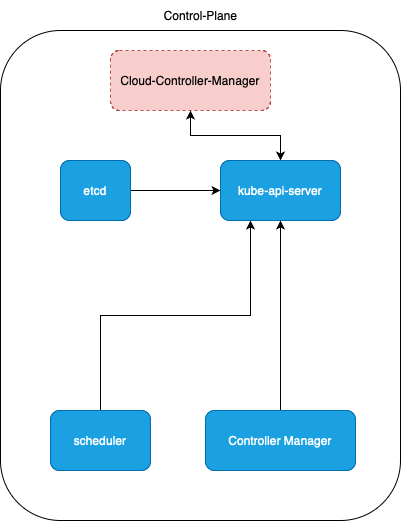 Control-Plane
Cloud-Controller-Manager
etcd
kube-api-server
scheduler
Controller Manager